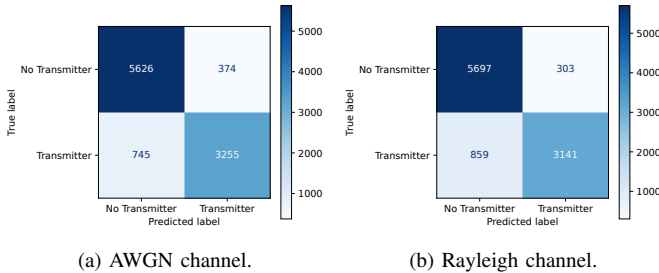 No Transmitter
Transmitter
True label
5626 374
745 3255
No Transmitter Transmitter
Predicted label
5000
4000
3000
2000
1000
(a) AWGN channel.
No Transmitter
Transmitter
True label
5697 303
859 3141
No Transmitter Transmitter
Predicted label
5000
4000
3000
2000
1000
(b) Rayleigh channel.